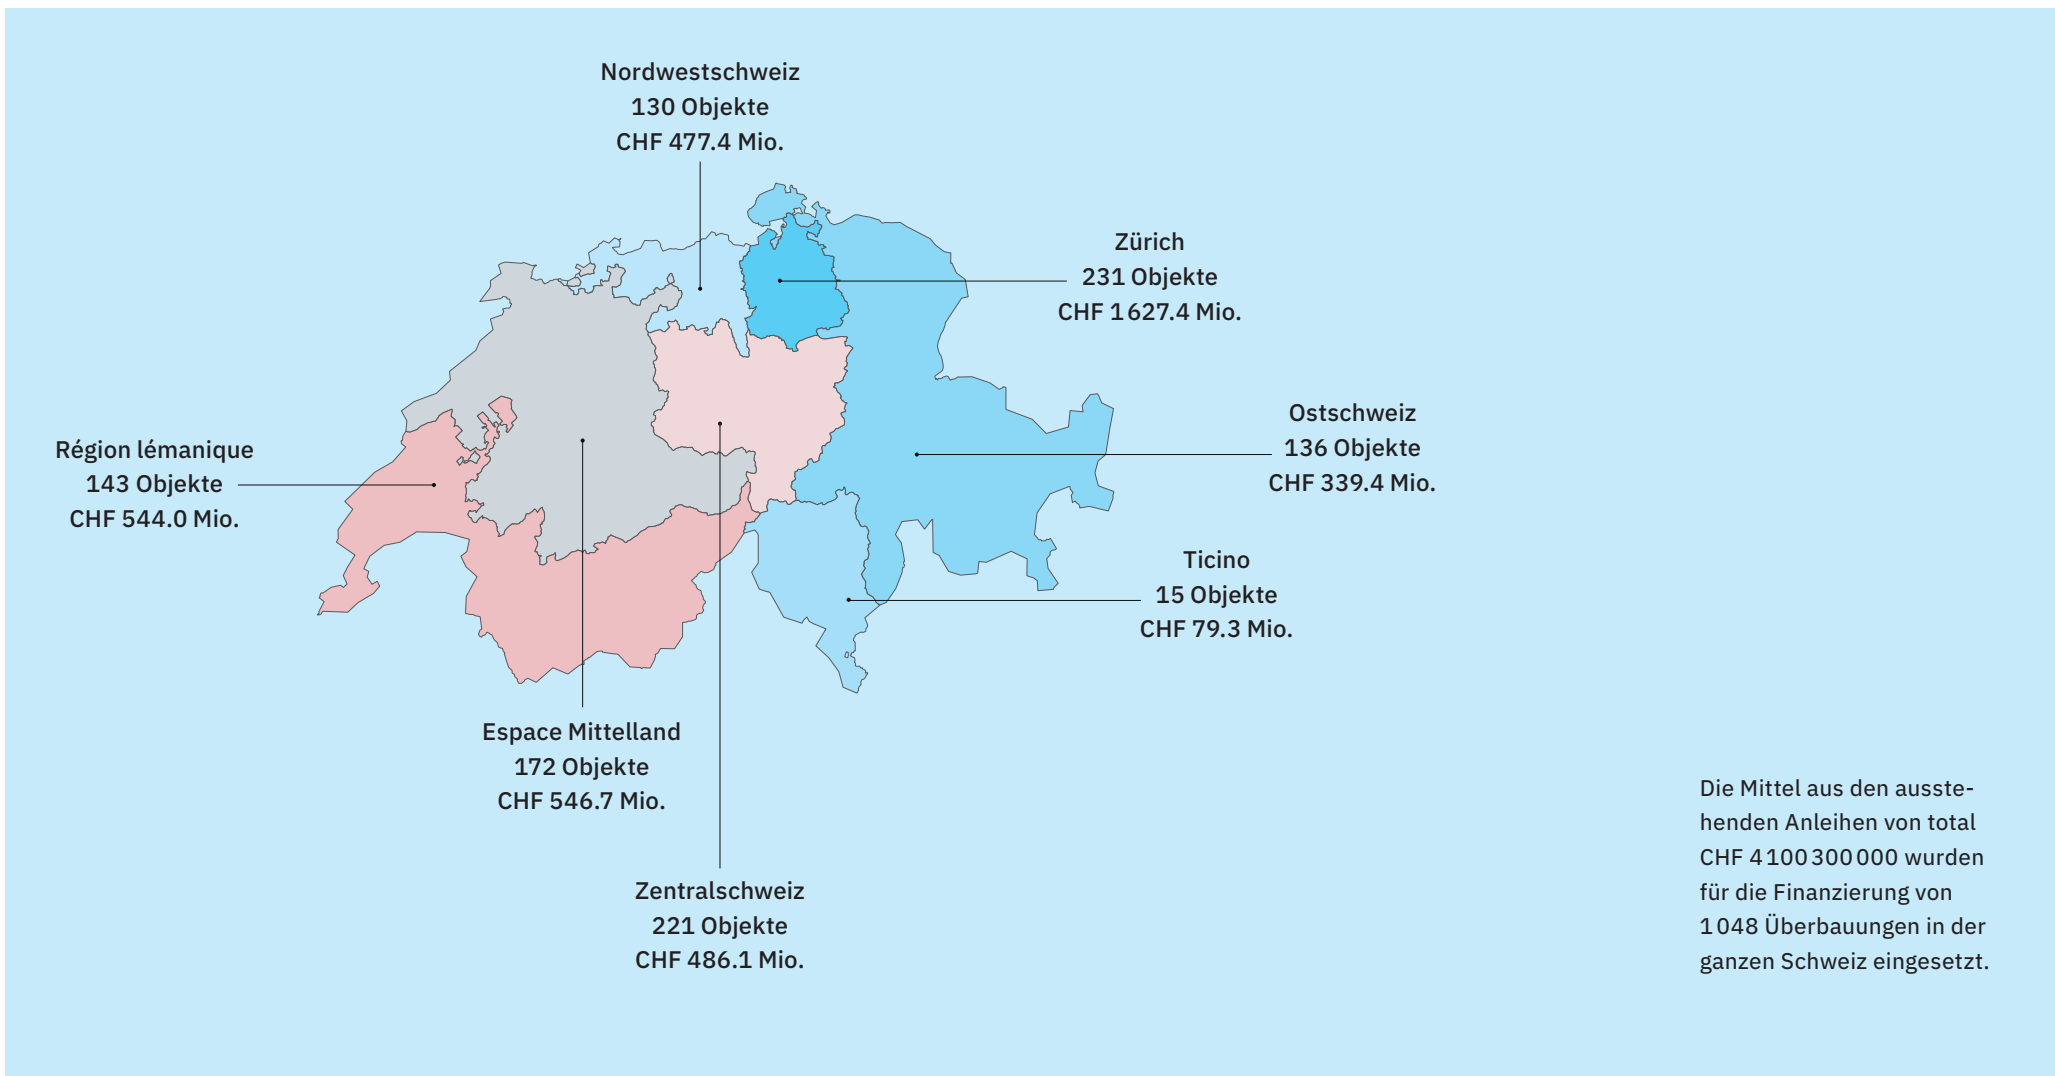 Nordwestschweiz
130 Objekte
CHF 477.4 Mio.
Zürich
231 Objekte
CHF 1 627.4 Mio.
Ostschweiz
136 Objekte
CHF 339.4 Mio.
Région lémanique
143 Objekte
CHF 544.0 Mio.
Ticino
15 Objekte
CHF 79.3 Mio.
Espace Mittelland
172 Objekte
CHF 546.7 Mio.
Zentralschweiz
221 Objekte
CHF 486.1 Mio.
Die Mittel aus den ausste-
henden Anleihen von total
CHF 4 100 300 000 wurden
für die Finanzierung von
1 048 Überbauungen in der
ganzen Schweiz eingesetzt.